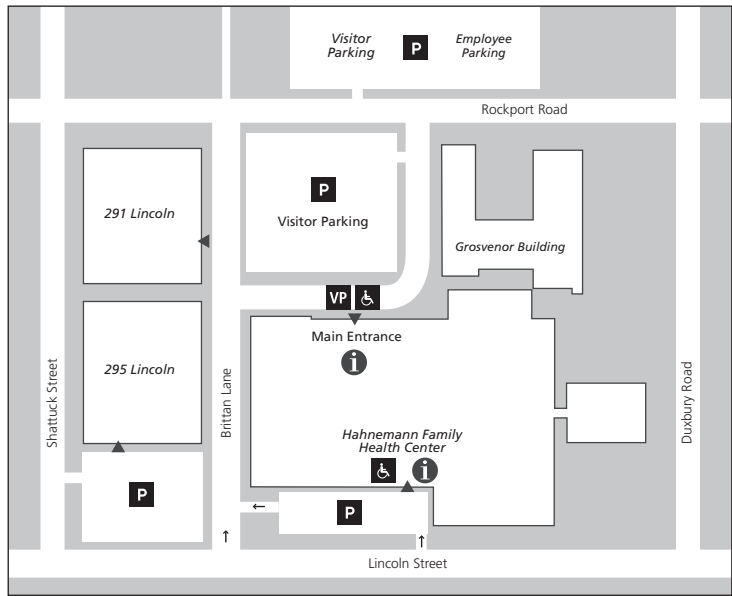 Visitor
Parking
P
Employee
Parking
Rockport Road
291 Lincoln
P
Visitor Parking
Grosvenor Building
VP
Main Entrance
i
295 Lincoln
Shattuck Street
Brittan Lane
Duxbury Road
Hahnemann Family
Health Center
i
P
P
Lincoln Street